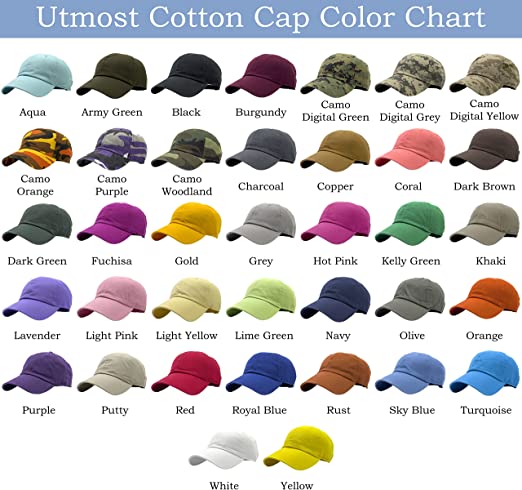 Utmost Cotton Cap Color Chart
Aqua
Army Green
Black
Burgundy
Camo
Digital Green
Camo
Digital Grey
Camo
Digital Yellow
Camo
Orange
Camo
Purple
Camo
Woodland
Charcoal
Copper
Coral
Dark Brown
Dark Green
Fuchisa
Gold
Grey
Hot Pink
Kelly Green
Khaki
Lavender
Light Pink
Light Yellow
Lime Green
Navy
Olive
Orange
Purple
Putty
Red
Royal Blue
Rust
Sky Blue
Turquoise
White
Yellow